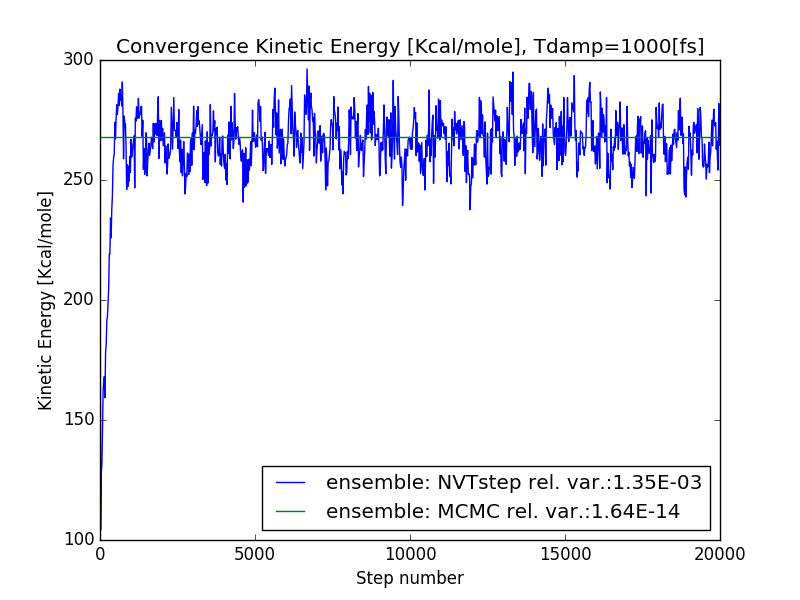 Convergence Kinetic Energy [Kcal/mole], Tdamp=1000[fs]
300
250
200
150
100
Kinetic Energy [Kcal/mole]
ensemble: NVTstep rel. var.:1.35E-03
ensemble: MCMC rel. var.:1.64E-14
0 5000 10000 15000 20000
Step number